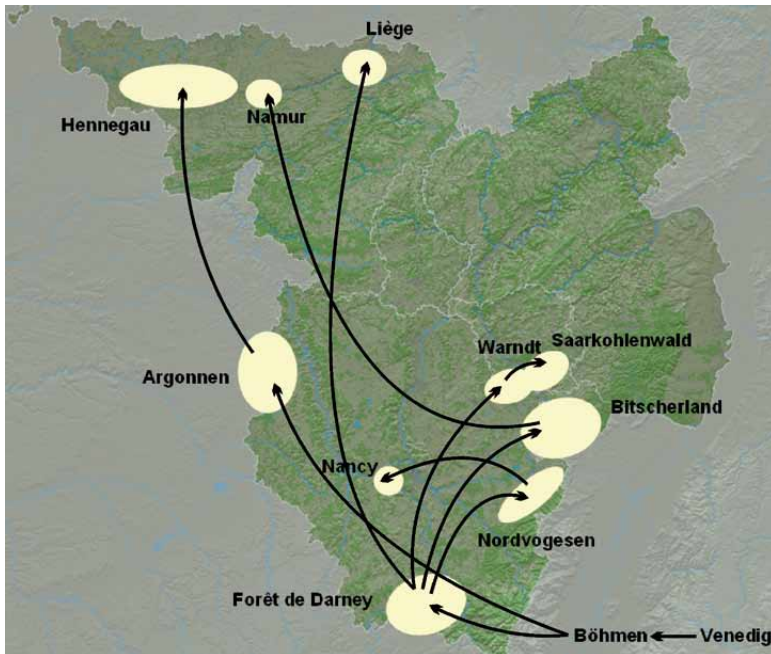 Liège
Hennegau
Namur
Warndt
Saarkohlenwald
Argonnen
Bitscherland
Nancy
Nordvogesen
Forêt de Darney
Böhmen
Venedig